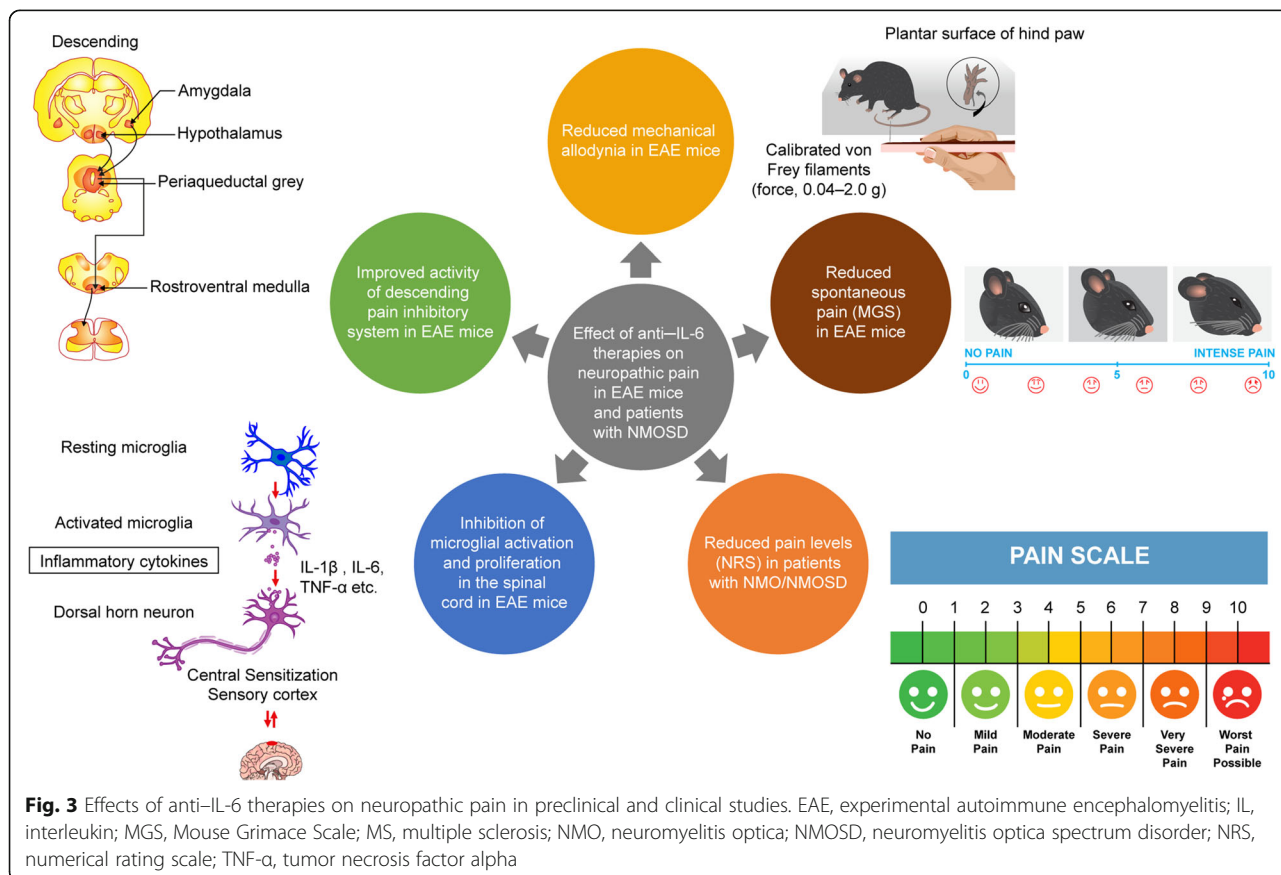 Descending
Amygdala
Hypothalamus
Periaqueductal grey
Rostroventral medulla
Reduced mechanical
allodynia in EAE mice
Plantar surface of hind paw
Calibrated von
Frey filaments
(force, 0.04–2.0 g)
Improved activity
of descending
pain inhibitory
system in EAE mice
Effect of anti—IL-6
therapies on
neuropathic pain
in EAE mice
and patients
with NMOSD
Reduced
spontaneous
pain (MGS)
in EAE mice
NO PAIN INTENSE PAIN
0 5 10
Resting microglia
Activated microglia
Inflammatory cytokines
IL-1β , IL-6,
TNF-α etc.
Dorsal horn neuron
Central Sensitization
Sensory cortex
Inhibition of
microglial activation
and proliferation
in the spinal
cord in EAE mice
Reduced pain levels
(NRS) in patients
with NMO/NMOSD
PAIN SCALE
0 1 2 3 4 5 6 7 8 9 10
No
Pain
Mild
Pain
Moderate
Pain
Severe
Pain
Very
Severe
Pain
Worst
Pain
Possible
Fig. 3 Effects of anti–IL-6 therapies on neuropathic pain in preclinical and clinical studies. EAE, experimental autoimmune encephalomyelitis; IL,
interleukin; MGS, Mouse Grimace Scale; MS, multiple sclerosis; NMO, neuromyelitis optica; NMOSD, neuromyelitis optica spectrum disorder; NRS,
numerical rating scale; TNF-α, tumor necrosis factor alpha